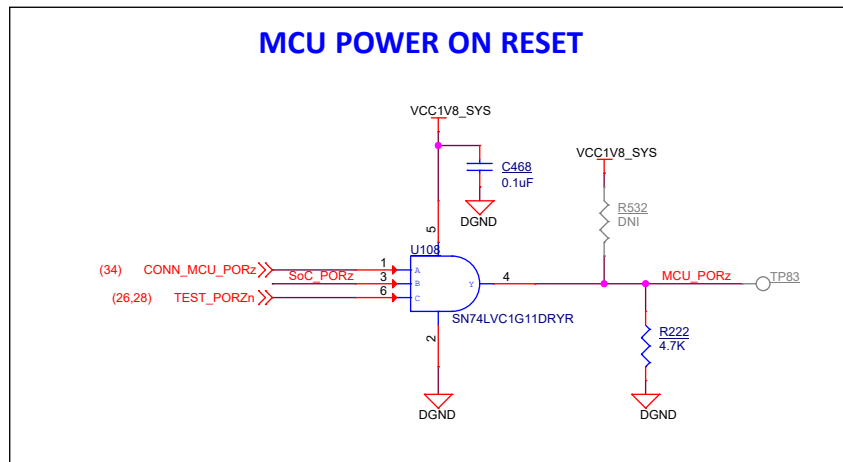 MCU POWER ON RESET
VCC1V8_SYS
VCC1V8_SYS
C468
0.1uF
DGND
R532
DNI
5
U108
(34) CONN_MCU_PORz 1 A
SoC_PORz 3 B Y 4 MCU_PORz TP83
(26,28) TEST_PORZn 6 C
SN74LVC1G11DRYR
2
R222
4.7K
DGND
DGND